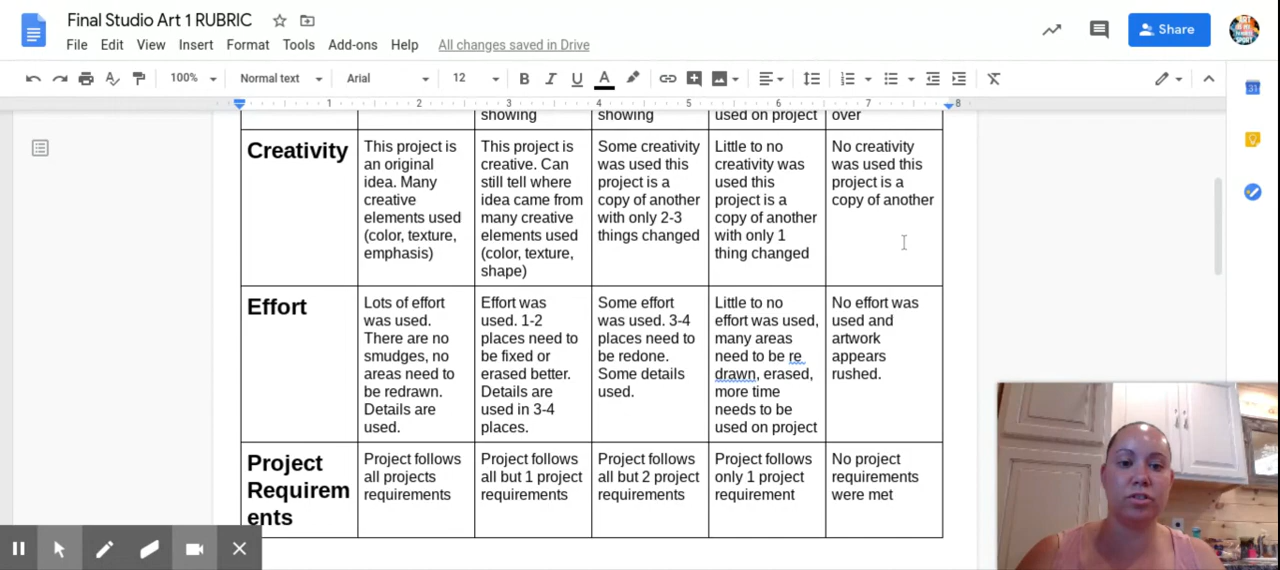 Final Studio Art 1 RUBRIC
File Edit View Insert Format Tools Add-ons Help All changes saved in Drive
Share
100% Normal text Arial 12 B I U A
1 2 3 4 5 6 7 8
showing
showing
used on project
over
Creativity
This project is
an original
idea. Many
creative
elements used
(color, texture,
emphasis)
This project is
creative. Can
still tell where
idea came from
many creative
elements used
(color, texture,
shape)
Some creativity
was used this
project is a
copy of another
with only 2-3
things changed
Little to no
creativity was
used this
project is a
copy of another
with only 1
thing changed
No creativity
was used this
project is a
copy of another
Effort
Lots of effort
was used.
There are no
smudges, no
areas need to
be redrawn.
Details are
used.
Effort was
used. 1-2
places need to
be fixed or
erased better.
Details are
used in 3-4
places.
Some effort
was used. 3-4
places need to
be redone.
Some details
used.
Little to no
effort was used,
many areas
need to be re
drawn, erased,
more time
needs to be
used on project
No effort was
used and
artwork
appears
rushed.
Project
Requirem
ents
Project follows
all projects
requirements
Project follows
all but 1 project
requirements
Project follows
all but 2 project
requirements
Project follows
only 1 project
requirement
No project
requirements
were met
31